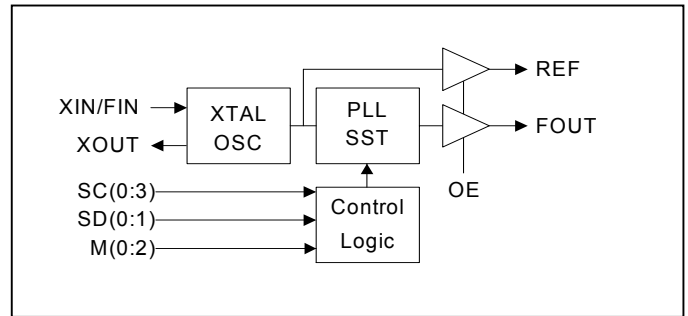 REF
XIN/FIN
XTAL
OSC
PLL
SST
XOUT
FOUT
SC(0:3)
SD(0:1)
M(0:2)
Control
Logic
OE